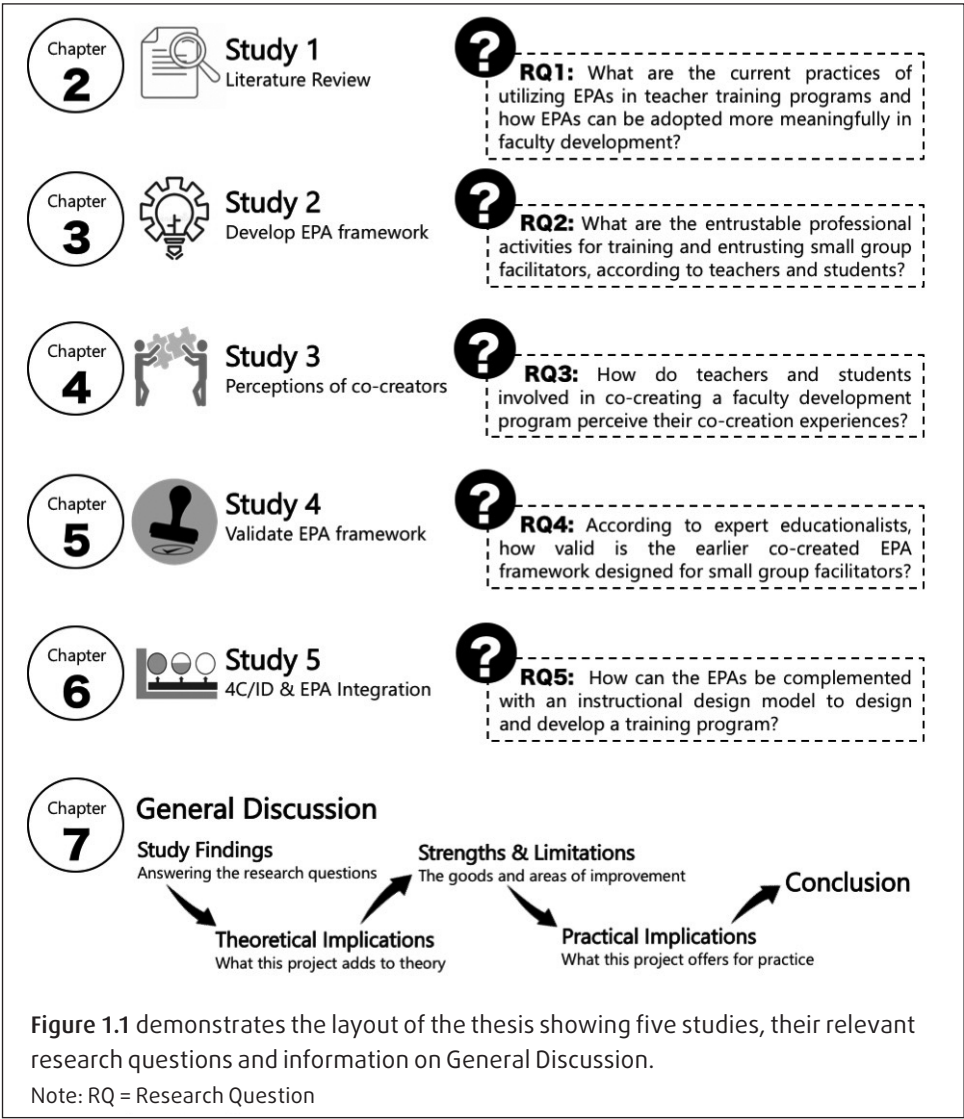 Chapter
2
Study 1
Literature Review
?
RQ1: What are the current practices of
utilizing EPAs in teacher training programs and
how EPAs can be adopted more meaningfully in
faculty development?
Chapter
3
Study 2
Develop EPA framework
?
RQ2: What are the entrustable professional
activities for training and entrusting small group
facilitators, according to teachers and students?
Chapter
4
Study 3
Perceptions of co-creators
?
RQ3: How do teachers and students
involved in co-creating a faculty development
program perceive their co-creation experiences?
Chapter
5
Study 4
Validate EPA framework
?
RQ4: According to expert educationalists,
how valid is the earlier co-created EPA
framework designed for small group facilitators?
Chapter
6
Study 5
4C/ID & EPA Integration
?
RQ5: How can the EPAs be complemented
with an instructional design model to design
and develop a training program?
Chapter
7
General Discussion
Study Findings
Answering the research questions
Theoretical Implications
What this project adds to theory
Strengths & Limitations
The goods and areas of improvement
Practical Implications
What this project offers for practice
Conclusion
Figure 1.1 demonstrates the layout of the thesis showing five studies, their relevant
research questions and information on General Discussion.
Note: RQ = Research Question